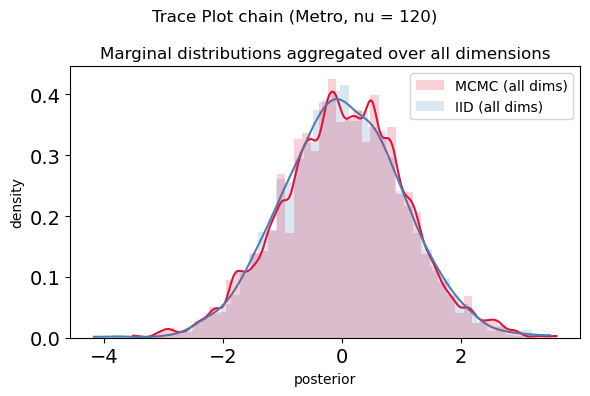 Trace Plot chain (Metro, nu = 120)
Marginal distributions aggregated over all dimensions
MCMC (all dims)
IID (all dims)
density
0.4
0.3
0.2
0.1
0.0
−4
−2
0
2
posterior